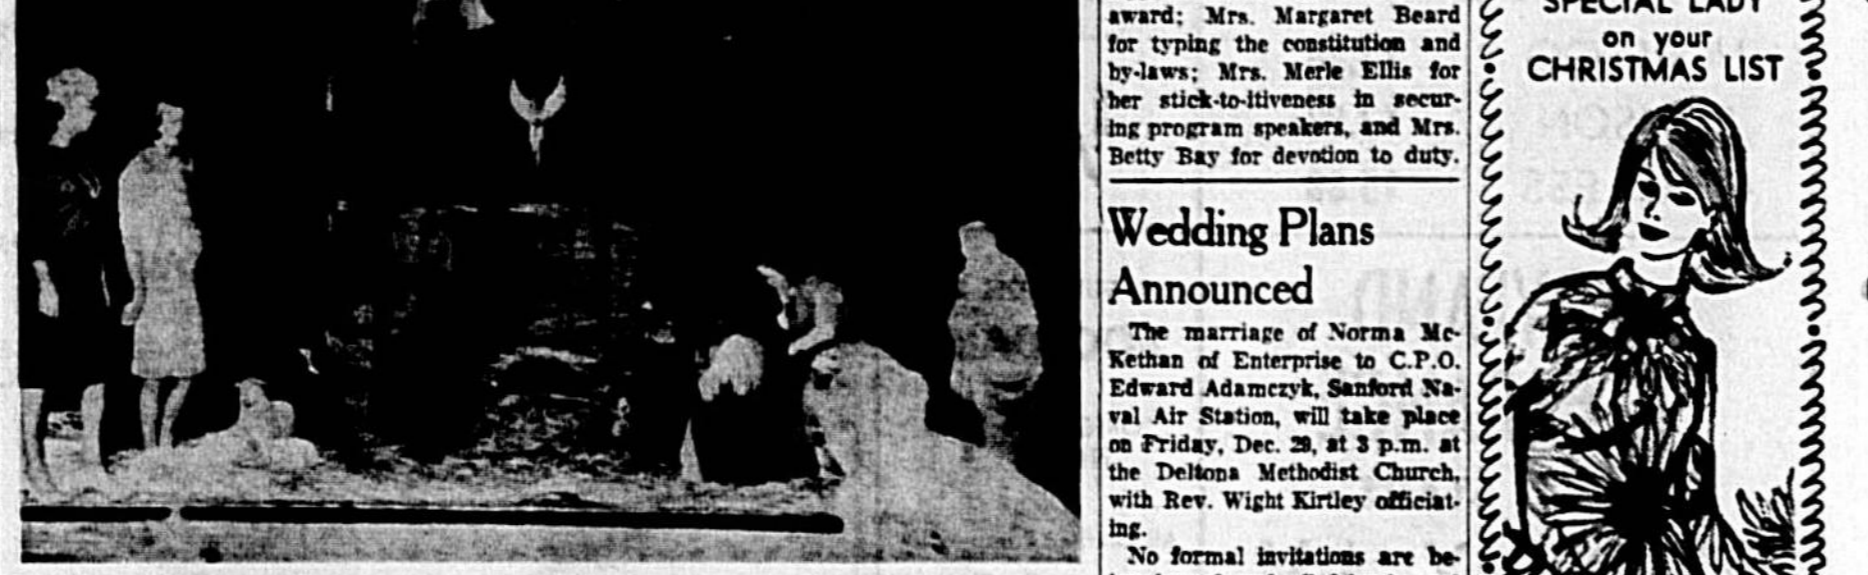 award; Mrs. Margaret Beard
for typing the constitution and
by-laws; Mrs. Merle Ellis for
her stick-to-itiveness in secur-
ing program speakers, and Mrs.
Betty Bay for devotion to duty.
Wedding Plans
Announced
The marriage of Norma Mc-
Kethan of Enterprise to C.P.O.
Edward Adamczyk, Sanford Na-
val Air Station, will take place
on Friday, Dec. 29, at 3 p.m. at
the Deltona Methodist Church,
with Rev. Wight Kirtley officiat-
ing.
No formal invitations are be-
SPECIAL LADY
on your
CHRISTMAS LIST